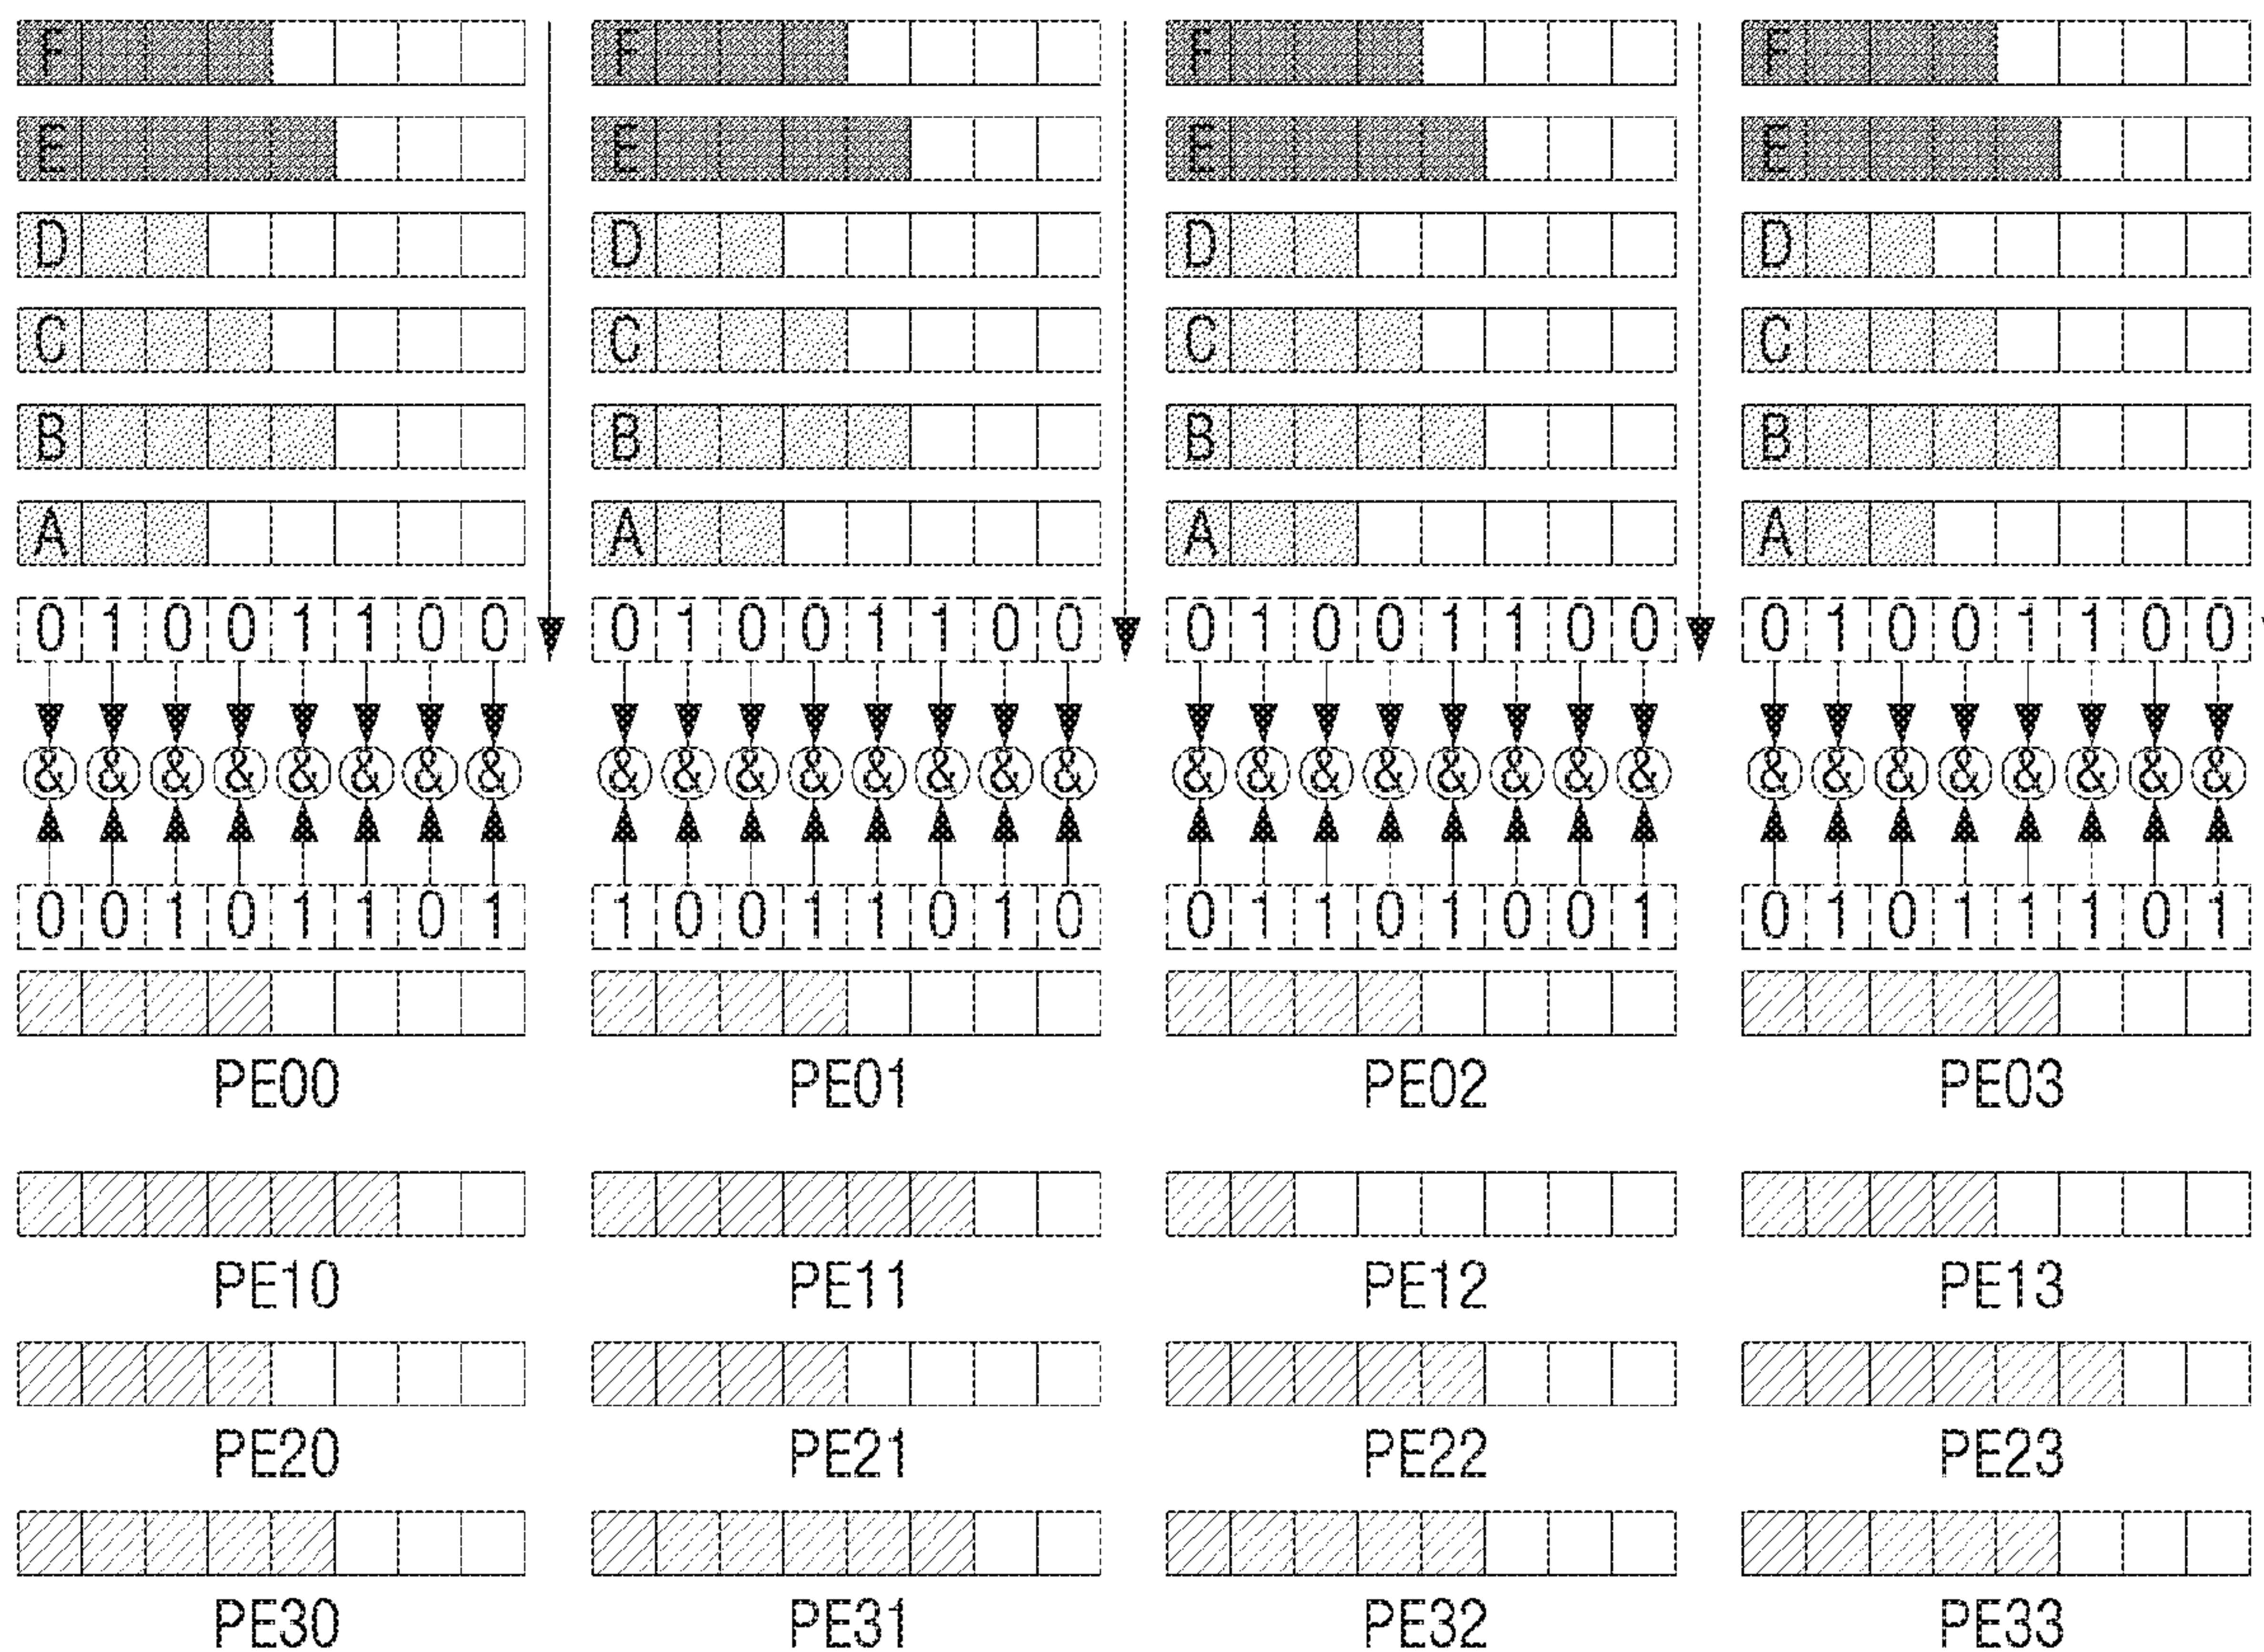 F F F F
E E E E
D D D D
C C C C
B B B B
A A A A
0 1 0 0 1 1 0 0 0 1 0 0 1 1 0 0 0 1 0 0 1 1 0 0 0 1 0 0 1 1 0 0
& & & & & & & & & & & & & & & & & & & & & & & & & & & & & & & &
0 0 1 0 1 1 0 1 1 0 0 1 1 0 1 0 0 1 1 0 1 0 0 1 0 1 0 1 1 1 0 1
PE00 PE01 PE02 PE03
PE10 PE11 PE12 PE13
PE20 PE21 PE22 PE23
PE30 PE31 PE32 PE33